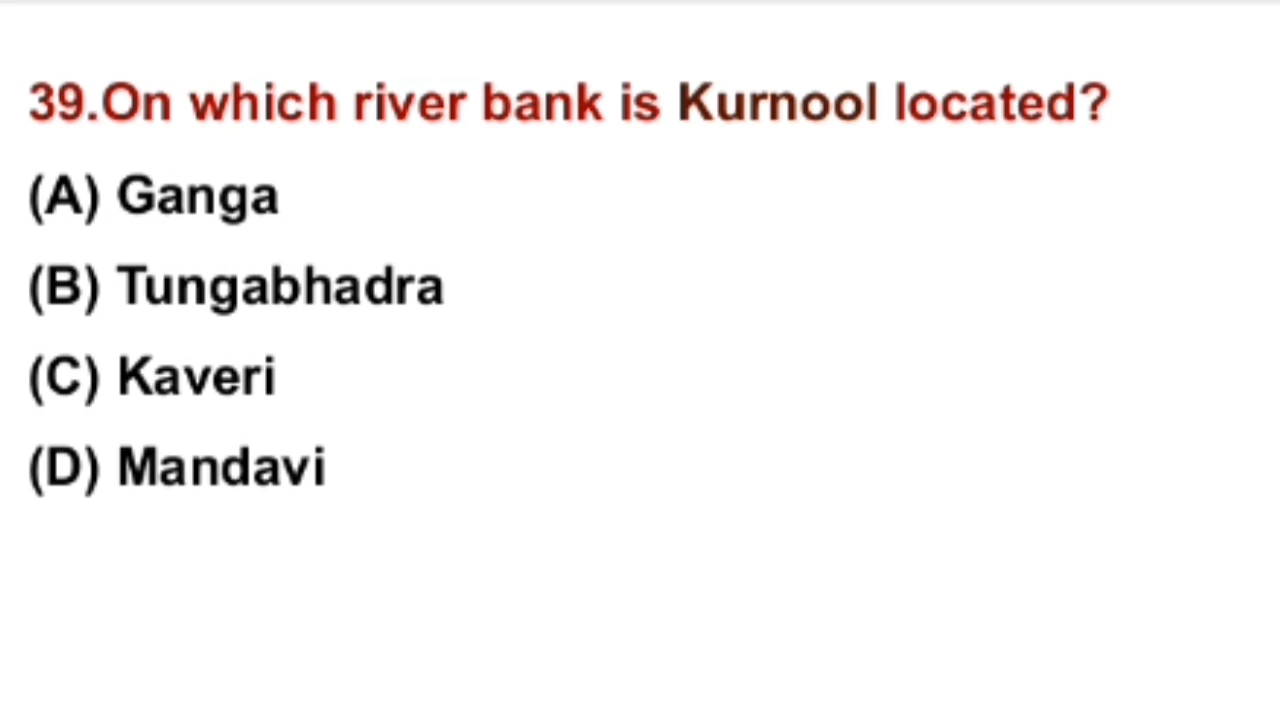 39.On which river bank is Kurnool located?
(A) Ganga
(B) Tungabhadra
(C) Kaveri
(D) Mandavi